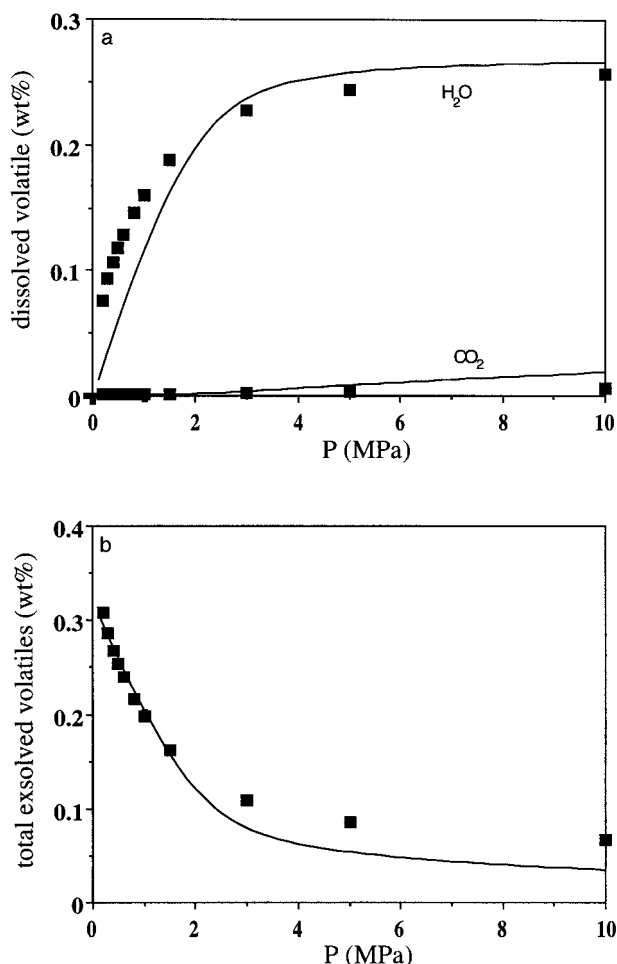 a
0.3
0.2
0.1
0
dissolved volatile (wt%)
H₂O
CO₂
0 2 4 6 8 10
P (MPa)
b
0.4
0.3
0.2
0.1
0
total exsolved volatiles (wt%)
0 2 4 6 8 10
P (MPa)